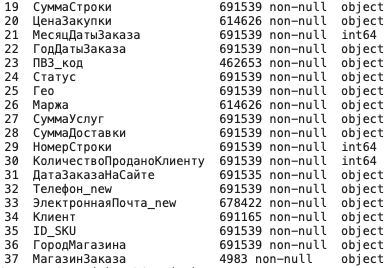 19 СуммаСтроки 691539 non-null object
20 ЦенаЗакупки 614626 non-null object
21 МесяцДатыЗаказа 691539 non-null int64
22 ГодДатыЗаказа 691539 non-null object
23 ПВЗ_код 462653 non-null object
24 Статус 691539 non-null object
25 Гео 691539 non-null object
26 Маржа 614626 non-null object
27 СуммаУслуг 691539 non-null object
28 СуммаДоставки 691539 non-null object
29 НомерСтроки 691539 non-null int64
30 КоличествоПроданоКлиенту 691539 non-null int64
31 ДатаЗаказаНаСайте 691535 non-null object
32 Телефон_new 691539 non-null object
33 ЭлектроннаяПочта_new 678422 non-null object
34 Клиент 691165 non-null object
35 ID_SKU 691539 non-null object
36 ГородМагазина 691539 non-null object
37 МагазинЗаказа 4983 non-null object